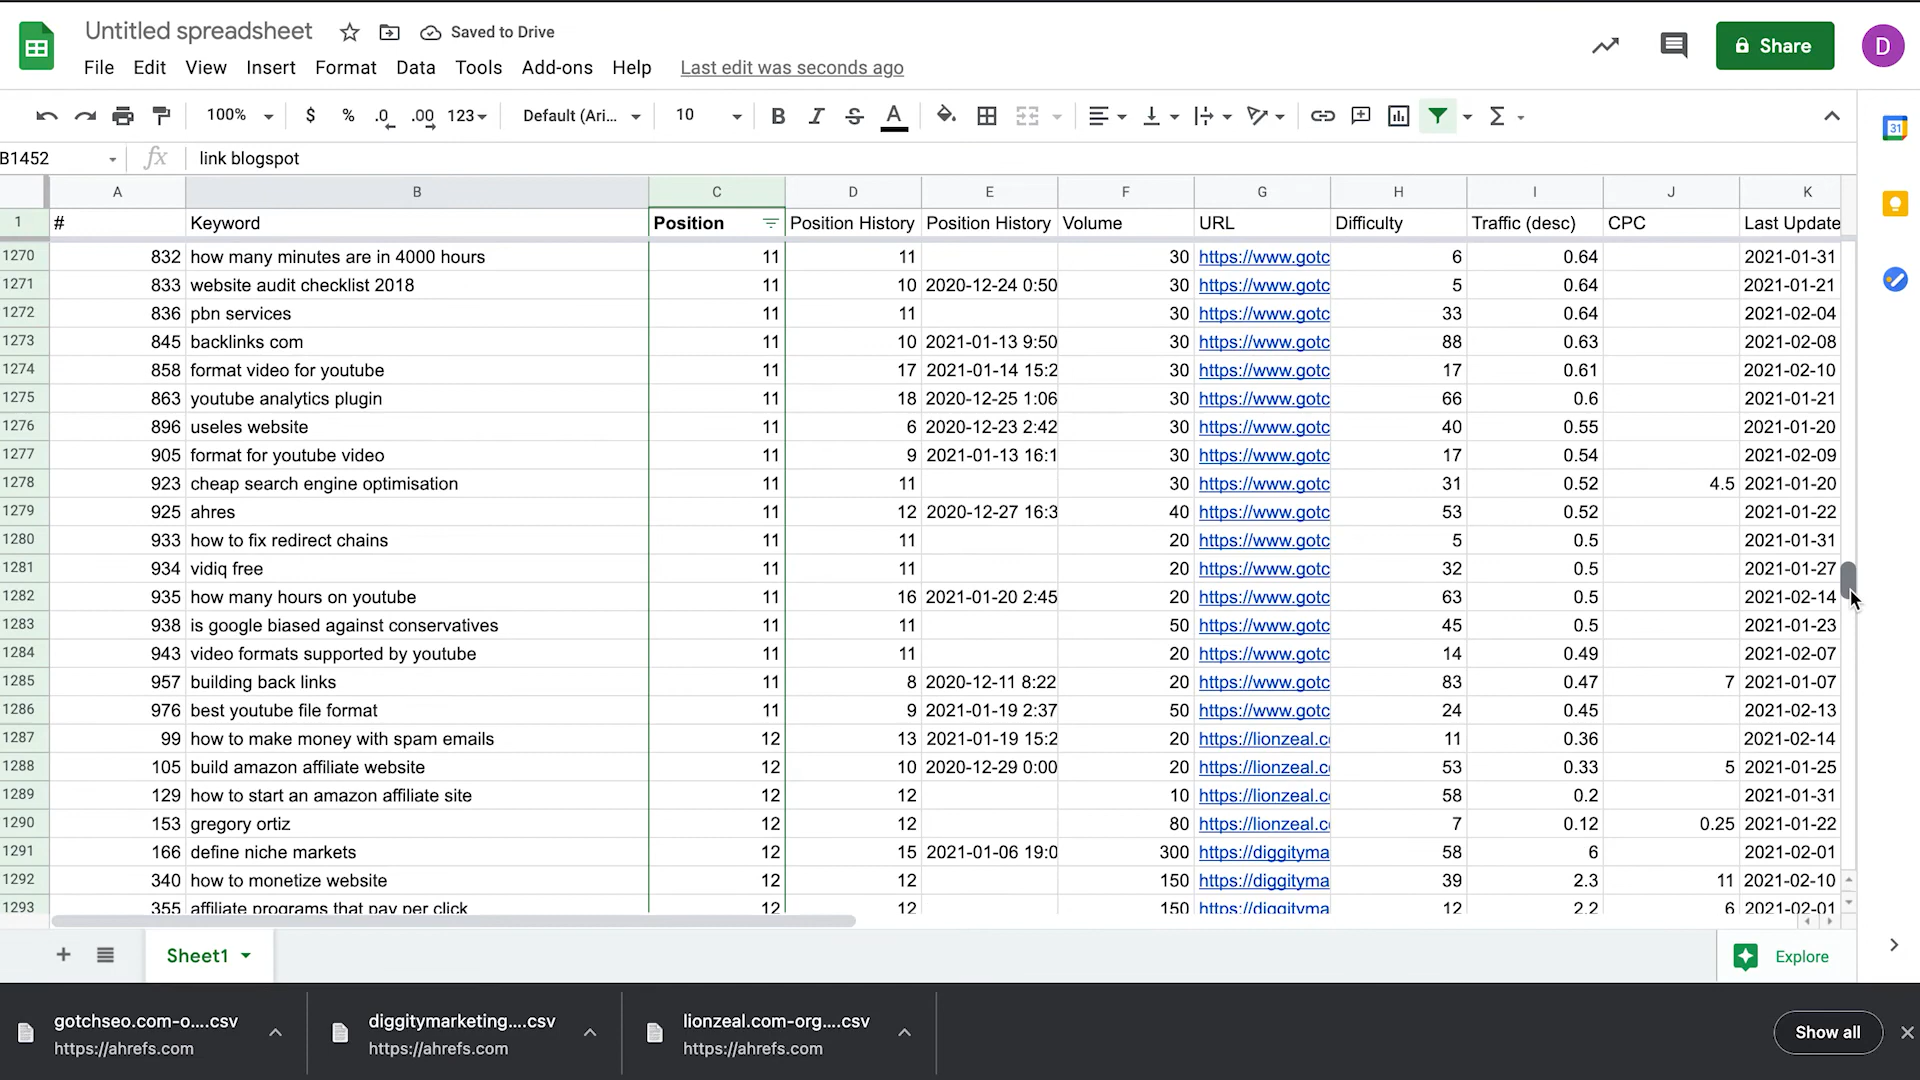 Untitled spreadsheet Saved to Drive
File Edit View Insert Format Data Tools Add-ons Help Last edit was seconds ago
Share D
100% $ % .0 .00 123 Default (Ari... 10 B I S A Σ 31
B1452 fx link blogspot
A B C D E F G H I J K
1 # Keyword Position Position History Position History Volume URL Difficulty Traffic (desc) CPC Last Update
1270 832 how many minutes are in 4000 hours 11 11 30 https://www.gotc 6 0.64 2021-01-31
1271 833 website audit checklist 2018 11 10 2020-12-24 0:50 30 https://www.gotc 5 0.64 2021-01-21
1272 836 pbn services 11 11 30 https://www.gotc 33 0.64 2021-02-04
1273 845 backlinks com 11 10 2021-01-13 9:50 30 https://www.gotc 88 0.63 2021-02-08
1274 858 format video for youtube 11 17 2021-01-14 15:2 30 https://www.gotc 17 0.61 2021-02-10
1275 863 youtube analytics plugin 11 18 2020-12-25 1:06 30 https://www.gotc 66 0.6 2021-01-21
1276 896 useles website 11 6 2020-12-23 2:42 30 https://www.gotc 40 0.55 2021-01-20
1277 905 format for youtube video 11 9 2021-01-13 16:1 30 https://www.gotc 17 0.54 2021-02-09
1278 923 cheap search engine optimisation 11 11 30 https://www.gotc 31 0.52 4.5 2021-01-20
1279 925 ahres 11 12 2020-12-27 16:3 40 https://www.gotc 53 0.52 2021-01-22
1280 933 how to fix redirect chains 11 11 20 https://www.gotc 5 0.5 2021-01-31
1281 934 vidiq free 11 11 20 https://www.gotc 32 0.5 2021-01-27
1282 935 how many hours on youtube 11 16 2021-01-20 2:45 20 https://www.gotc 63 0.5 2021-02-14
1283 938 is google biased against conservatives 11 11 50 https://www.gotc 45 0.5 2021-01-23
1284 943 video formats supported by youtube 11 11 20 https://www.gotc 14 0.49 2021-02-07
1285 957 building back links 11 8 2020-12-11 8:22 20 https://www.gotc 83 0.47 7 2021-01-07
1286 976 best youtube file format 11 9 2021-01-19 2:37 50 https://www.gotc 24 0.45 2021-02-13
1287 99 how to make money with spam emails 12 13 2021-01-19 15:2 20 https://lionzeal.c 11 0.36 2021-02-14
1288 105 build amazon affiliate website 12 10 2020-12-29 0:00 20 https://lionzeal.c 53 0.33 5 2021-01-25
1289 129 how to start an amazon affiliate site 12 12 10 https://lionzeal.c 58 0.2 2021-01-31
1290 153 gregory ortiz 12 12 80 https://lionzeal.c 7 0.12 0.25 2021-01-22
1291 166 define niche markets 12 15 2021-01-06 19:0 300 https://diggityma 58 6 2021-02-01
1292 340 how to monetize website 12 12 150 https://diggityma 39 2.3 11 2021-02-10
1293 355 affiliate programs that pay per click 12 12 150 https://diggityma 12 2.2 6 2021-02-01
Sheet1 Explore
gotchseo.com-o....csv diggitymarketing....csv lionzeal.com-org....csv Show all
https://ahrefs.com https://ahrefs.com https://ahrefs.com